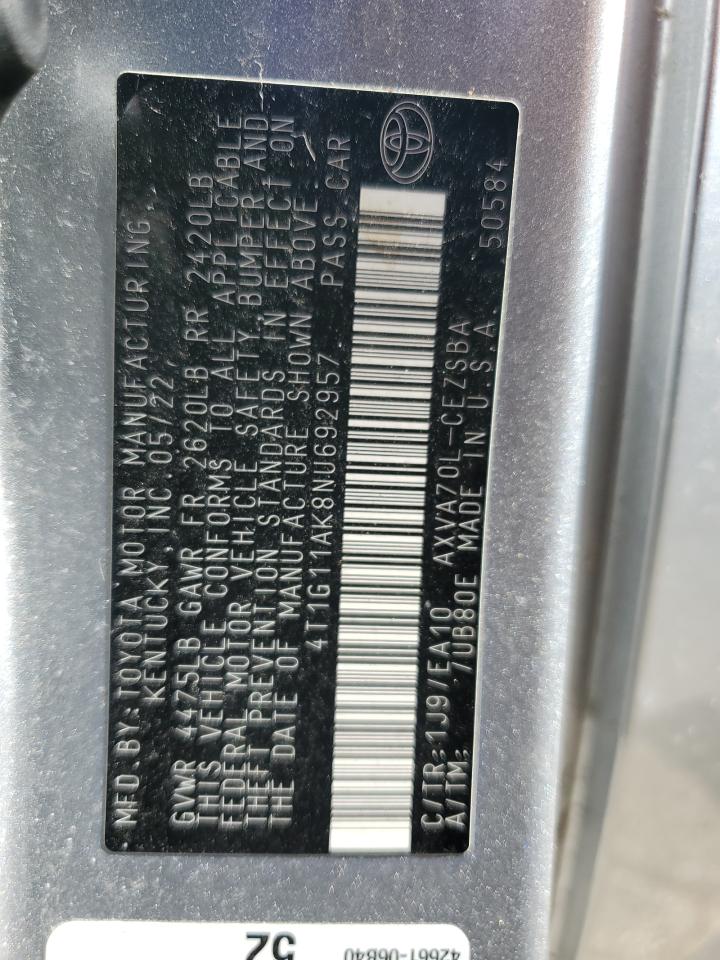 MFD.BY:TOYOTA MOTOR MANUFACTURING
KENTUCKY,INC 05/22
GVWR 4475LB GAWR FR 2620LB RR 2420LB
THIS VEHICLE CONFORMS TO ALL APPLICABLE
FEDERAL MOTOR VEHICLE SAFETY, BUMPER AND
THEFT PREVENTION STANDARDS IN EFFECT ON
THE DATE OF MANUFACTURE SHOWN ABOVE.
4T1G11AK8NU692957 PASS CAR
C/TR:1J9/EA10 AXVA70L-CEZSBA
A/TM: /UB80E MADE IN U S A 50584
52 42661-06B40